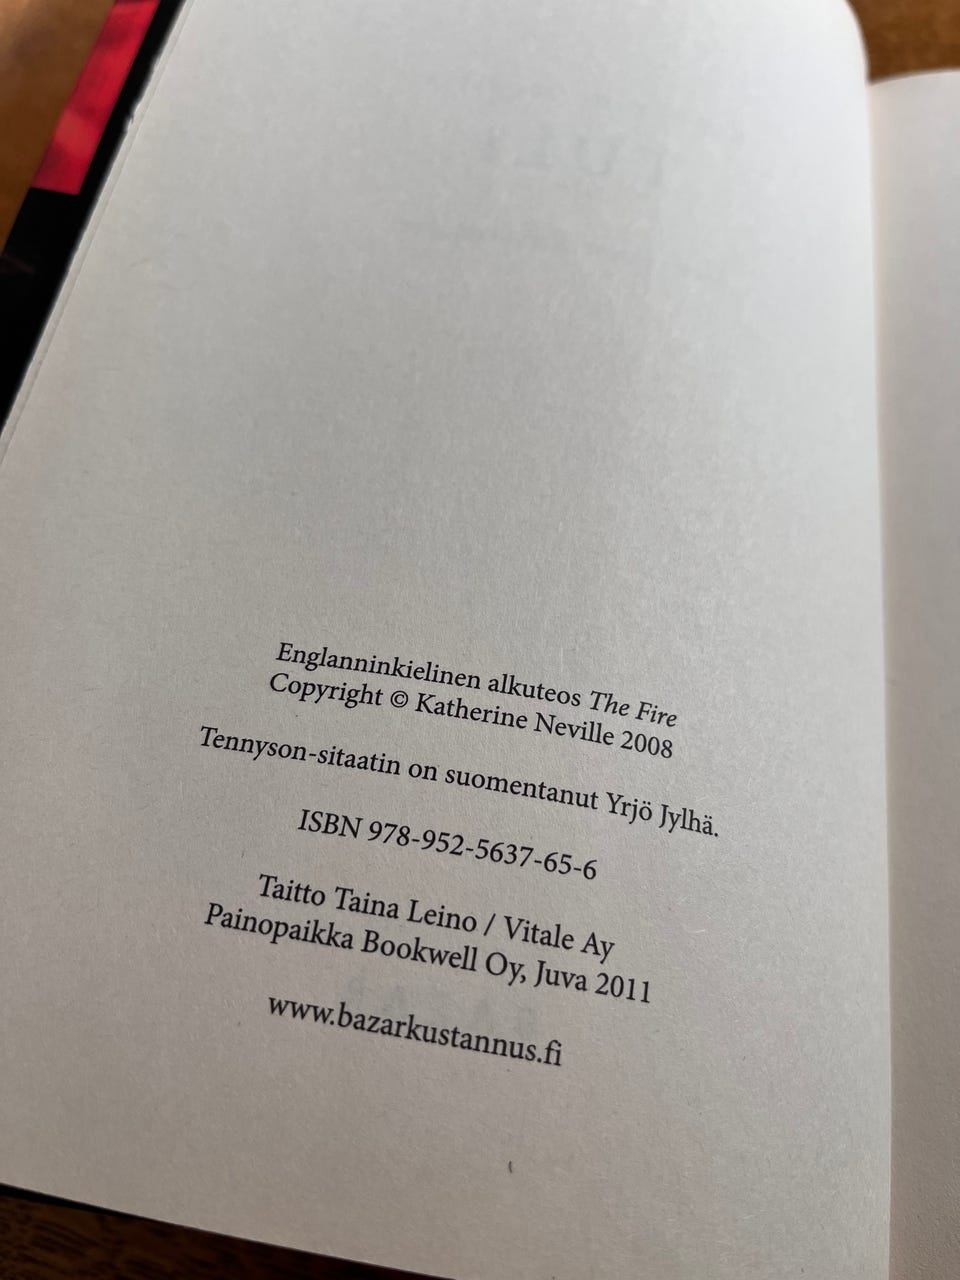 Englanninkielinen alkuteos The Fire
Copyright © Katherine Neville 2008
Tennyson-sitaatin on suomentanut Yrjö Jylhä.
ISBN 978-952-5637-65-6
Taitto Taina Leino / Vitale Ay
Painopaikka Bookwell Oy, Juva 2011
www.bazarkustannus.fi